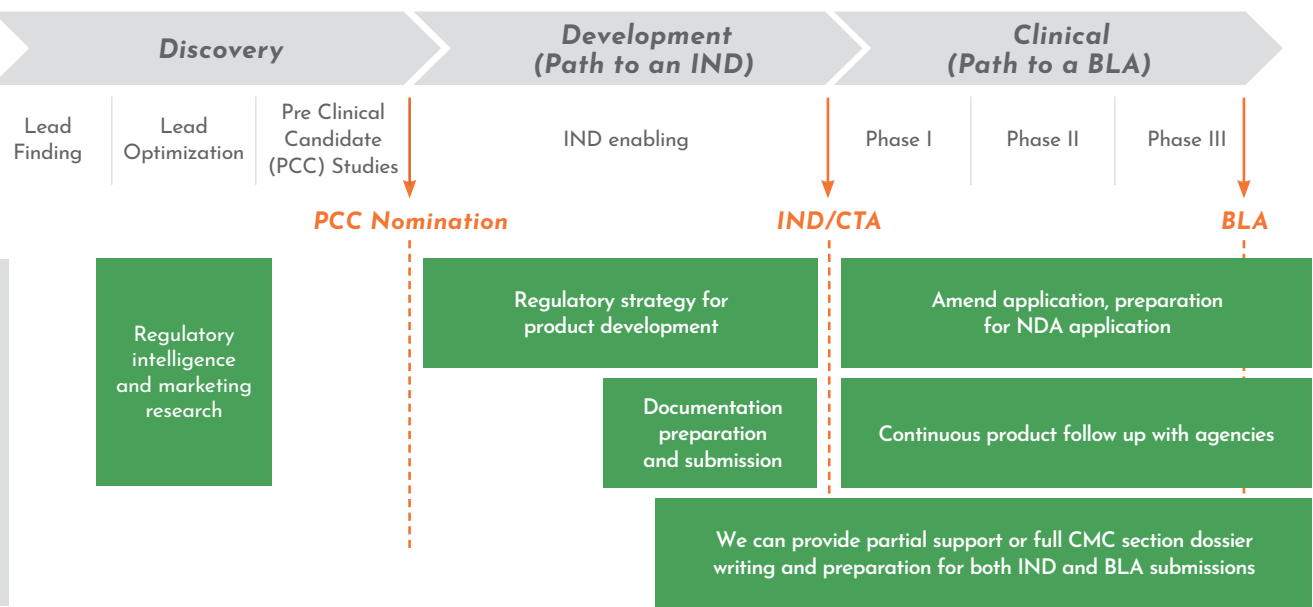 Discovery
Development
(Path to an IND)
Clinical
(Path to a BLA)
Lead
Finding
Lead
Optimization
Pre Clinical
Candidate
(PCC) Studies
IND enabling
Phase I
Phase II
Phase III
PCC Nomination
IND/CTA
BLA
Regulatory
intelligence
and marketing
research
Regulatory strategy for
product development
Amend application, preparation
for NDA application
Documentation
preparation
and submission
Continuous product follow up with agencies
We can provide partial support or full CMC section dossier
writing and preparation for both IND and BLA submissions